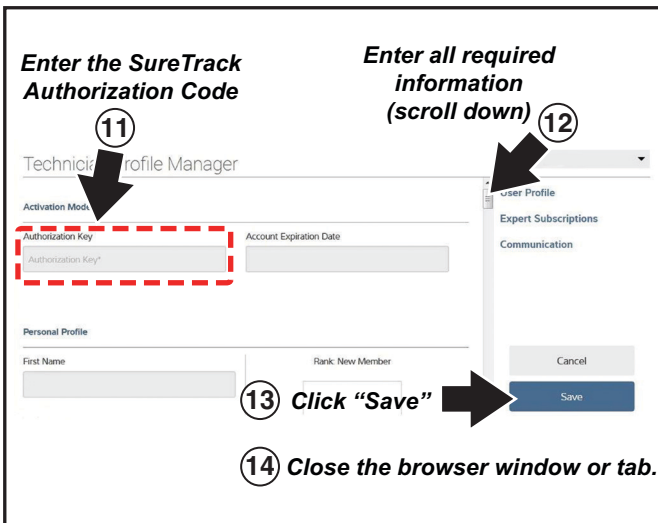 Enter the SureTrack
Authorization Code
11
Enter all required
information
(scroll down)
12
Technicia rofile Manager
Activation Mod
User Profile
Expert Subscriptions
Communication
Authorization Key
Account Expiration Date
Authorization Key*
Personal Profile
First Name
Rank: New Member
Cancel
Save
13 Click “Save”
14 Close the browser window or tab.